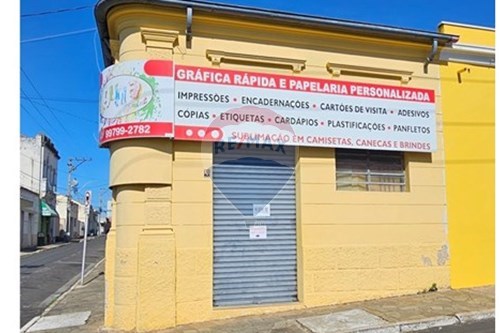 GRÁFICA RÁPIDA E PAPELARIA PERSONALIZADA
IMPRESSÕES • ENCADERNAÇÕES • CARTÕES DE VISITA • ADESIVOS
CÓPIAS • ETIQUETAS • CARDÁPIOS • PLASTIFICAÇÕES • PANFLETOS
SUBLIMAÇÃO EM CAMISETAS, CANECAS E BRINDES
99799-2782
RE/MAX